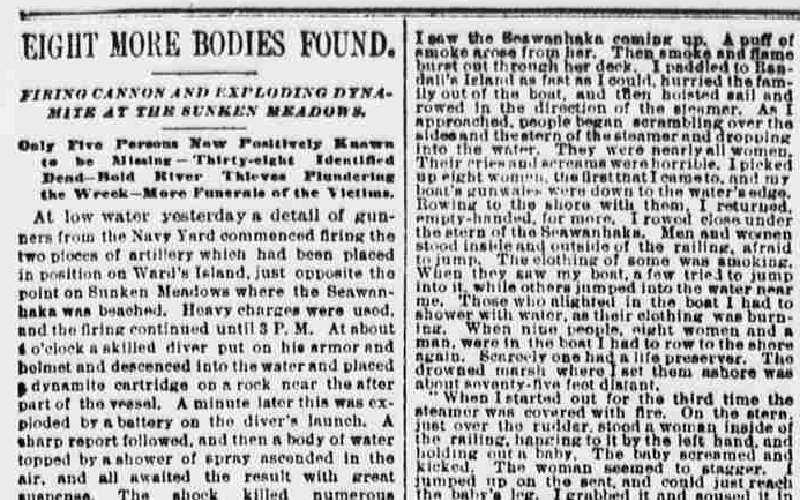 EIGHT MORE BODIES FOUND.
FIRING CANNON AND EXPLODING DYNA-
MITE AT THE SUNKEN MEADOWS.
Only Five Persons Now Positively Known
to be Missing—Thirty-eight Identified
Dead—Bold River Thieves Plundering
the Wreck—More Funerals of the Victims.
At low water yesterday a detail of gun-
ners from the Navy Yard commenced firing the
two pieces of artillery which had been placed
in position on Ward's Island, just opposite the
point on Sunken Meadows where the Seawan-
haka was beached. Heavy charges were used,
and the firing continued until 3 P. M. At about
4 o'clock a skilled diver put on his armor and
helmet and descended into the water and placed
a dynamite cartridge on a rock near the after
part of the vessel. A minute later this was ex-
ploded by a battery on the diver's launch. A
sharp report followed, and then a body of water
topped by a shower of spray ascended in the
air, and all awaited the result with great
suspense. The shock killed numerous
I saw the Seawanhaka coming up. A puff of
smoke arose from her. Then smoke and flame
burst out through her deck. I paddled to Ran-
dall's Island as fast as I could, hurried the fam-
ily out of the boat, and then hoisted sail and
rowed in the direction of the steamer. As I
approached, people began scrambling over the
sides and the stern of the steamer and dropping
into the water. They were nearly all women.
Their cries and screams were horrible. I picked
up eight women, the first that I came to, and my
boat's gunwales were down to the water's edge.
Rowing to the shore with them, I returned,
empty-handed, for more. I rowed close under
the stern of the Seawanhaka. Men and women
stood inside and outside of the railing, afraid
to jump. The clothing of some was smoking.
When they saw my boat, a few tried to jump
into it, while others jumped into the water near
me. Those who alighted in the boat I had to
shower with water, as their clothing was burn-
ing. When nine people, eight women and a
man, were in the boat I had to row to the shore
again. Scarcely one had a life preserver. The
drowned marsh where I set them ashore was
about seventy-five feet distant.
"When I started out for the third time the
steamer was covered with fire. On the stern,
just over the rudder, stood a woman inside of
the railing, hanging to it by the left hand, and
holding out a baby. The baby screamed and
kicked. The woman seemed to stagger. I
jumped up on the seat, and could just reach
the baby's leg. I grabbed it and